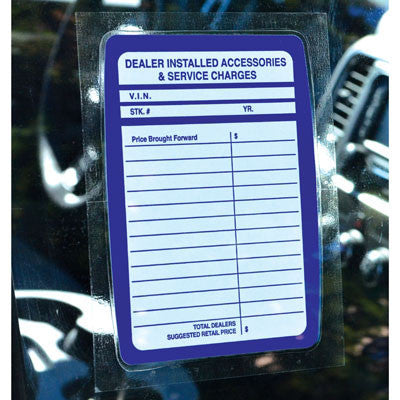 DEALER INSTALLED ACCESSORIES
& SERVICE CHARGES
V.I.N.
STK. # YR.
Price Brought Forward $
TOTAL DEALERS
SUGGESTED RETAIL PRICE $